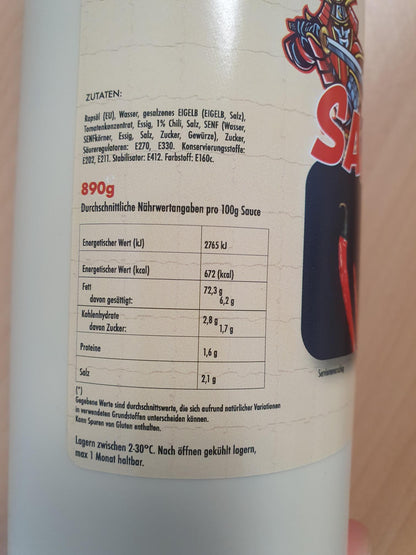 ZUTATEN:
Rapsöl (EU), Wasser, gesalzenes EIGELB (EIGELB, Salz),
Tomatenkonzentrat, Essig, 1% Chili, Salz, SENF (Wasser,
SENFkörner, Essig, Salz, Zucker, Gewürze), Zucker,
Säureregulatoren: E270, E330. Konservierungsstoffe:
E202, E211. Stabilisator: E412. Farbstoff: E160c.
890g
Durchschnittliche Nährwertangaben pro 100g Sauce
Energetischer Wert (kJ) 2765 kJ
Energetischer Wert (kcal) 672 (kcal)
Fett 72,3 g
davon gesättigt: 6,2 g
Kohlenhydrate 2,8 g
davon Zucker: 1,7 g
Proteine 1,6 g
Salz 2,1 g
(*)
Gegebene Werte sind durchschnittswerte, die sich aufrund natürlicher Variationen
in verwendeten Grundstoffen unterscheiden können.
Kann Spuren von Gluten enthalten.
Lagern zwischen 2-30°C. Nach öffnen gekühlt lagern,
max 1 Monat haltbar.
SA
Serviervorschlag